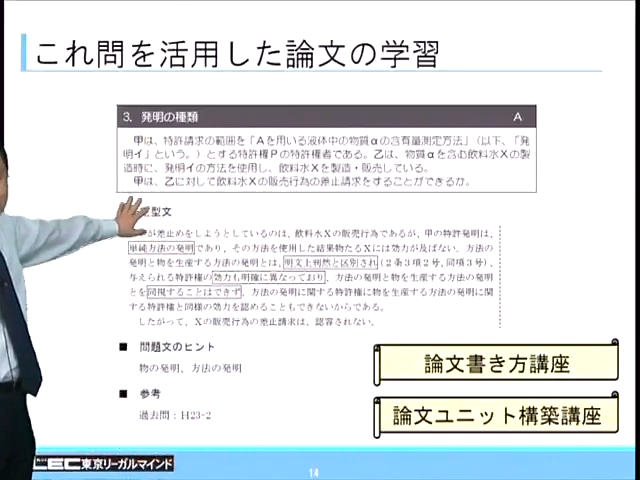 これ問を活用した論文の学習
3. 発明の種類 A
甲は、特許請求の範囲を「Aを用いる液体中の物質αの含有量測定方法」（以下、「発
明イ」という。）とする特許権Pの特許権者である。乙は、物質αを含む飲料水Xの製
造時に、発明イの方法を使用し、飲料水Xを製造・販売している。
甲は、乙に対して飲料水Xの販売行為の差止請求をすることができるか。
型文
が差止めをしようとしているのは、飲料水Xの販売行為であるが、甲の特許発明は、
単純方法の発明であり、その方法を使用した結果物たるXには効力が及ばない。方法の
発明と物を生産する方法の発明とは、明文上判然と区別され（2条3項2号、同項3号）、
与えられる特許権の効力も明確に異なっており、方法の発明と物を生産する方法の発明
とを同視することはできず、方法の発明に関する特許権に物を生産する方法の発明に関
する特許権と同様の効力を認めることもできないからである。
したがって、Xの販売行為の差止請求は、認容されない。
■ 問題文のヒント
物の発明、方法の発明
■ 参考
過去問：H23-2
論文書き方講座
論文ユニット構築講座
LEC東京リーガルマインド
14